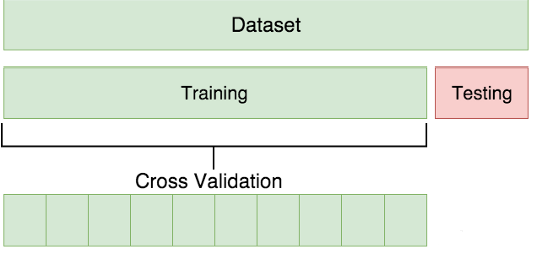 Dataset
Training
Testing
Cross Validation